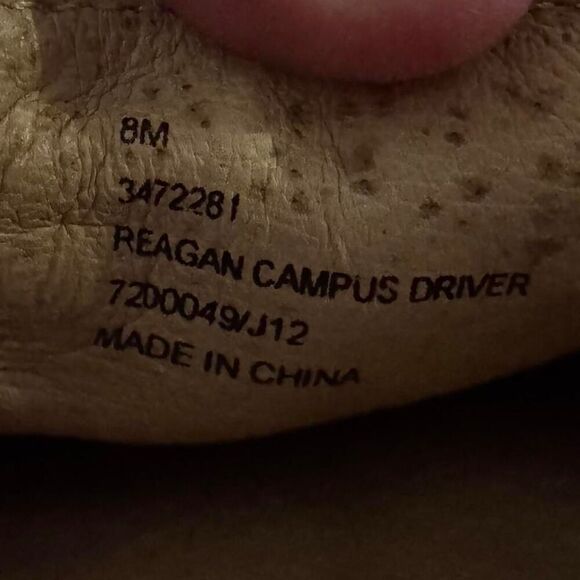 8M
3472281
REAGAN CAMPUS DRIVER
7200049/J12
MADE IN CHINA